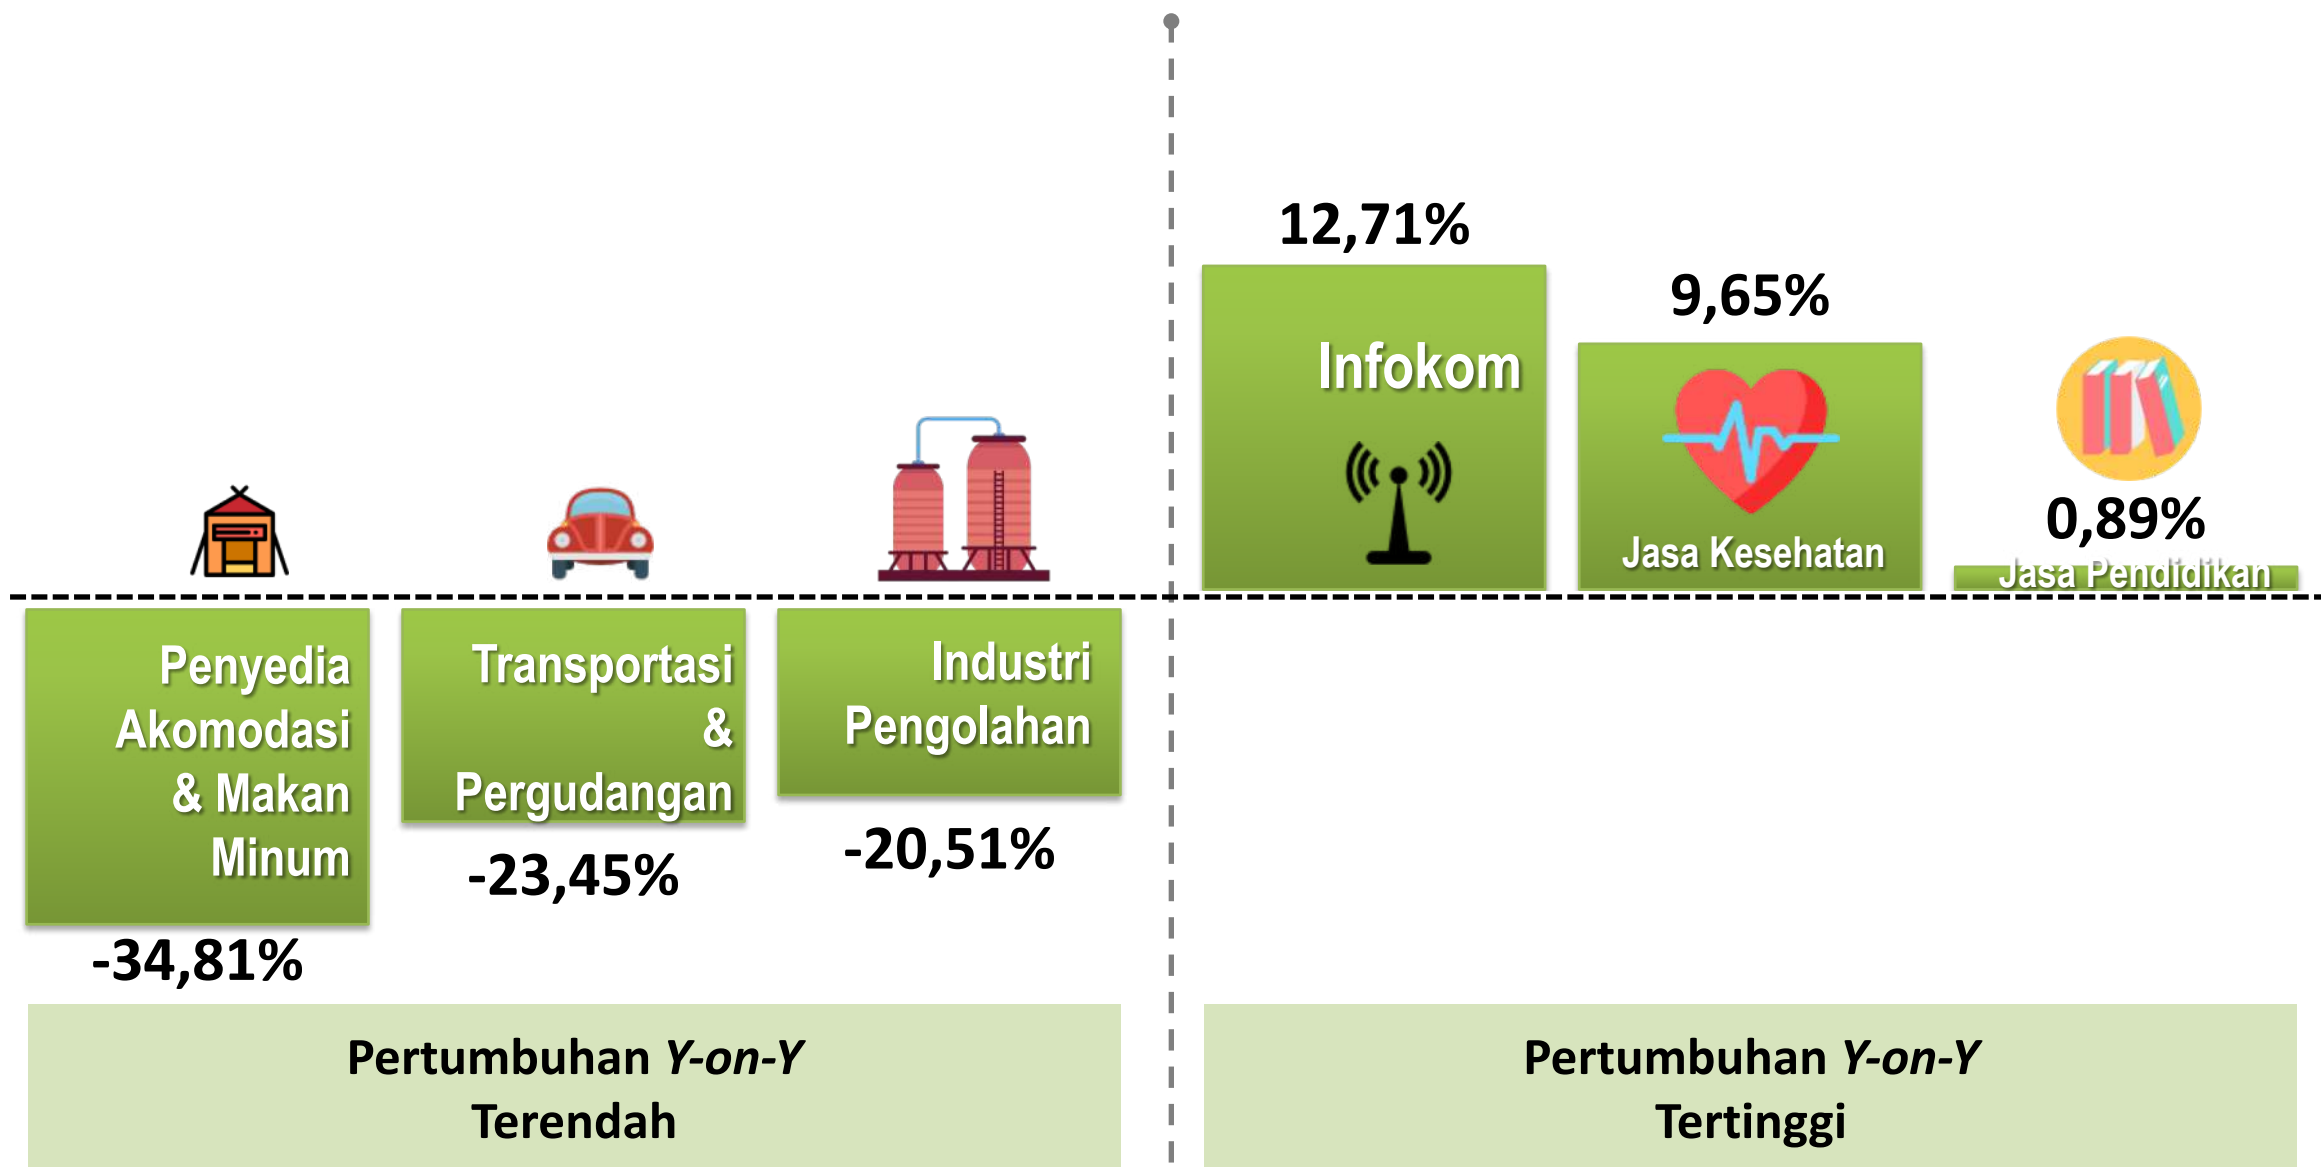 12,71%
9,65%
Infokom
0,89%
Jasa Kesehatan
Jasa Pendidikan
Penyedia
Akomodasi
& Makan
Minum
-34,81%
Transportasi
&
Pergudangan
-23,45%
Industri
Pengolahan
-20,51%
Pertumbuhan Y-on-Y
Terendah
Pertumbuhan Y-on-Y
Tertinggi